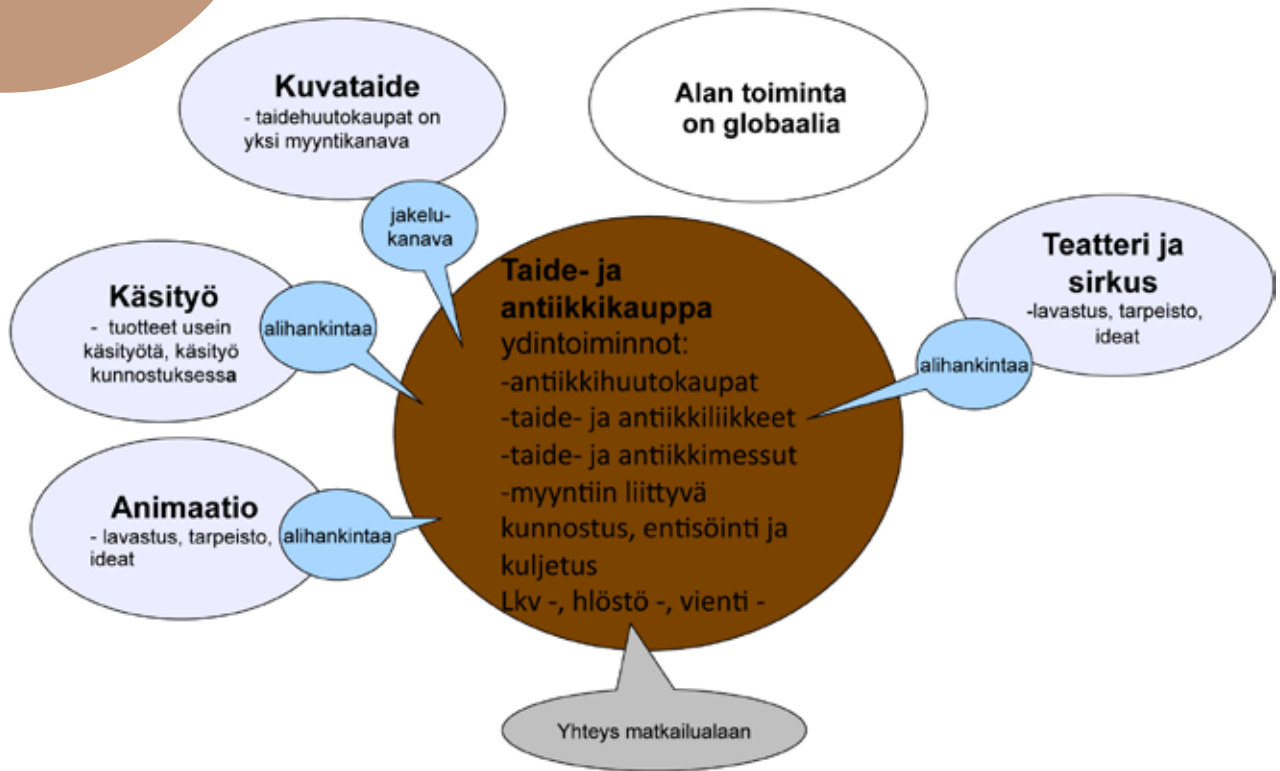 Kuvataide
- taidehuutokaupat on
yksi myyntikanava
Alan toiminta
on globaalia
jakelu-
kanava
Käsityö
- tuotteet usein
käsityötä, käsityö
kunnostuksessa
alihankintaa
Taide- ja
antiikkikauppa
ydintoiminnot:
-antiikkihuutokaupat
-taide- ja antiikkiliikkeet
-taide- ja antiikkimessut
-myyntiin liittyvä
kunnostus, entisöinti ja
kuljetus
Lkv -, hlöstö -, vienti -
Teatteri ja
sirkus
-lavastus, tarpeisto,
ideat
alihankintaa
Animaatio
- lavastus, tarpeisto,
ideat
alihankintaa
Yhteys matkailualaan